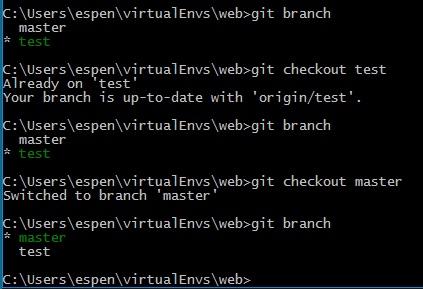 C:\Users\espen\virtualEnvs\web>git branch
  master
* test
C:\Users\espen\virtualEnvs\web>git checkout test
Already on 'test'
Your branch is up-to-date with 'origin/test'.
C:\Users\espen\virtualEnvs\web>git branch
  master
* test
C:\Users\espen\virtualEnvs\web>git checkout master
Switched to branch 'master'
C:\Users\espen\virtualEnvs\web>git branch
* master
  test
C:\Users\espen\virtualEnvs\web>